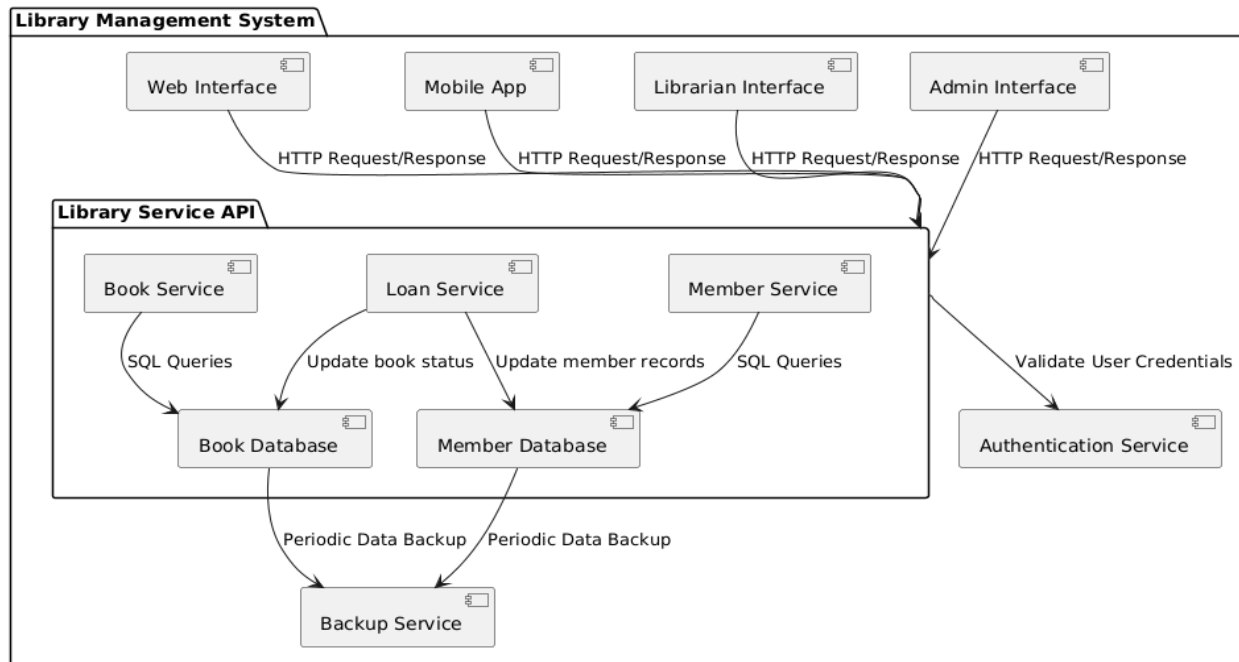 Library Management System
Web Interface
Mobile App
Librarian Interface
Admin Interface
HTTP Request/Response
HTTP Request/Response
HTTP Request/Response
HTTP Request/Response
Library Service API
Book Service
Loan Service
Member Service
SQL Queries
Update book status
Update member records
SQL Queries
Validate User Credentials
Book Database
Member Database
Authentication Service
Periodic Data Backup
Periodic Data Backup
Backup Service